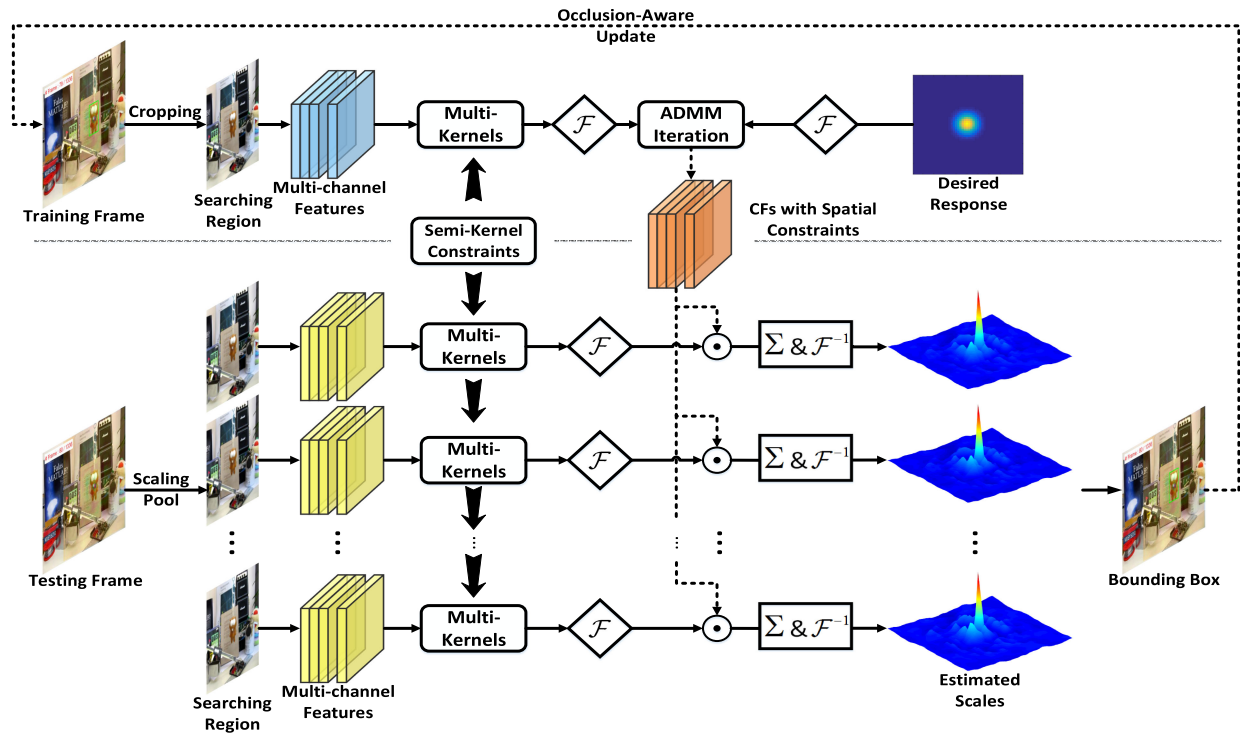 Occlusion-Aware
Update
Cropping
Multi-
Kernels
ℱ
ADMM
Iteration
ℱ
Training Frame
Searching
Region
Multi-channel
Features
Desired
Response
Semi-Kernel
Constraints
CFs with Spatial
Constraints
Multi-
Kernels
ℱ
Σ & ℱ⁻¹
Scaling
Pool
Multi-
Kernels
ℱ
Σ & ℱ⁻¹
Testing Frame
Bounding Box
Multi-
Kernels
ℱ
Σ & ℱ⁻¹
Searching
Region
Multi-channel
Features
Estimated
Scales